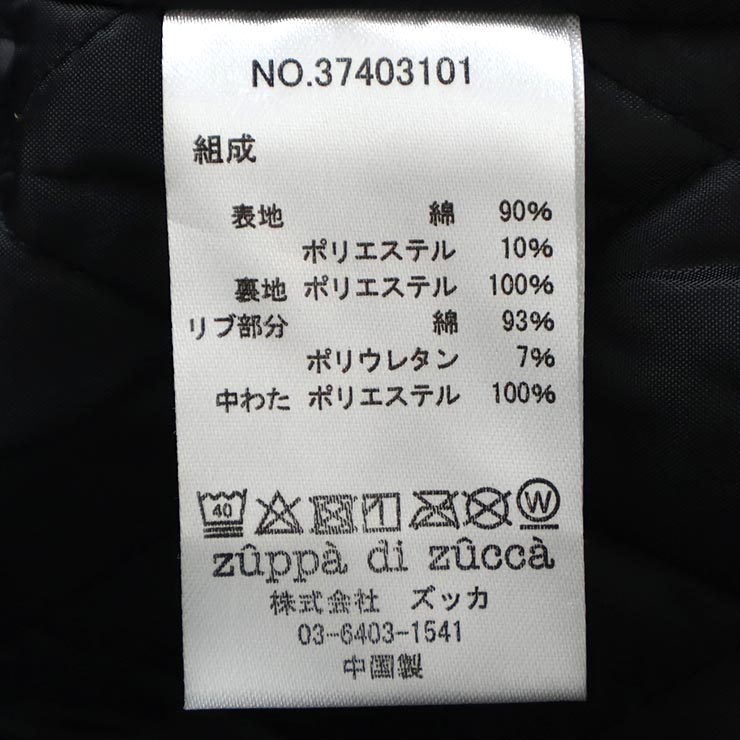 NO.37403101
組成
表地 綿 90%
ポリエステル 10%
裏地 ポリエステル 100%
リブ部分 綿 93%
ポリウレタン 7%
中わた ポリエステル 100%
40 W
zûppà di zûccà
株式会社 ズッカ
03-6403-1541
中国製